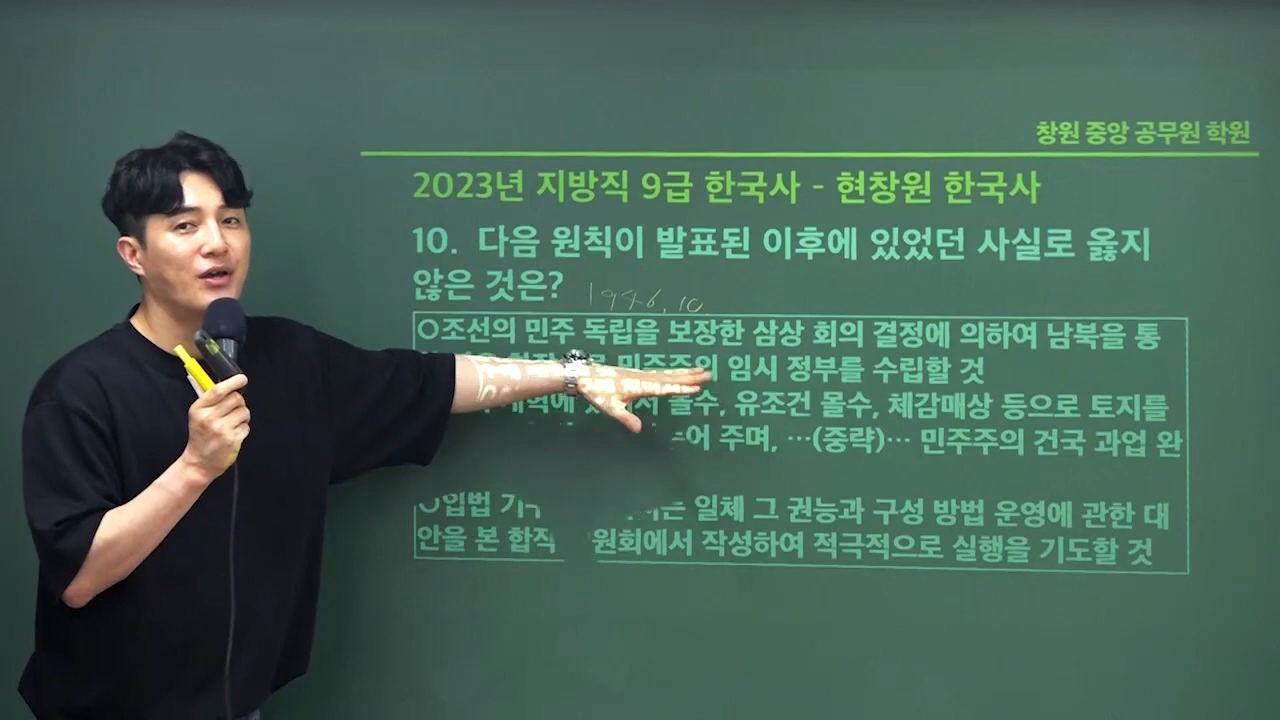 창원 중앙 공무원 학원
2023년 지방직 9급 한국사 - 현창원 한국사
10. 다음 원칙이 발표된 이후에 있었던 사실로 옳지
않은 것은?
1946, 10
○조선의 민주 독립을 보장한 삼상 회의 결정에 의하여 남북을 통
민주주의 임시 정부를 수립할 것
몰수, 유조건 몰수, 체감매상 등으로 토지를
주며, …(중략)… 민주주의 건국 과업 완
○입법 일체 그 권능과 구성 방법 운영에 관한 대
안을 본 합작 원회에서 작성하여 적극적으로 실행을 기도할 것